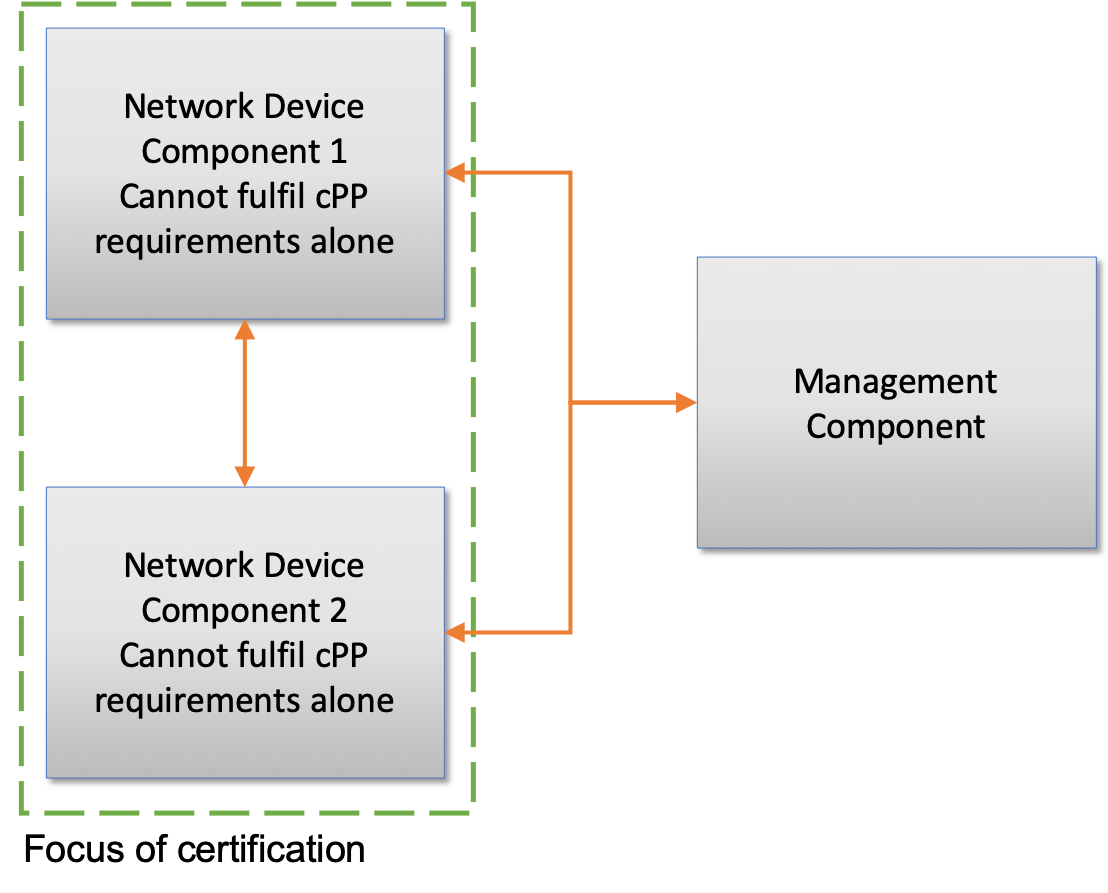 Network Device
Component 1
Cannot fulfil cPP
requirements alone
Management
Component
Network Device
Component 2
Cannot fulfil cPP
requirements alone
Focus of certification